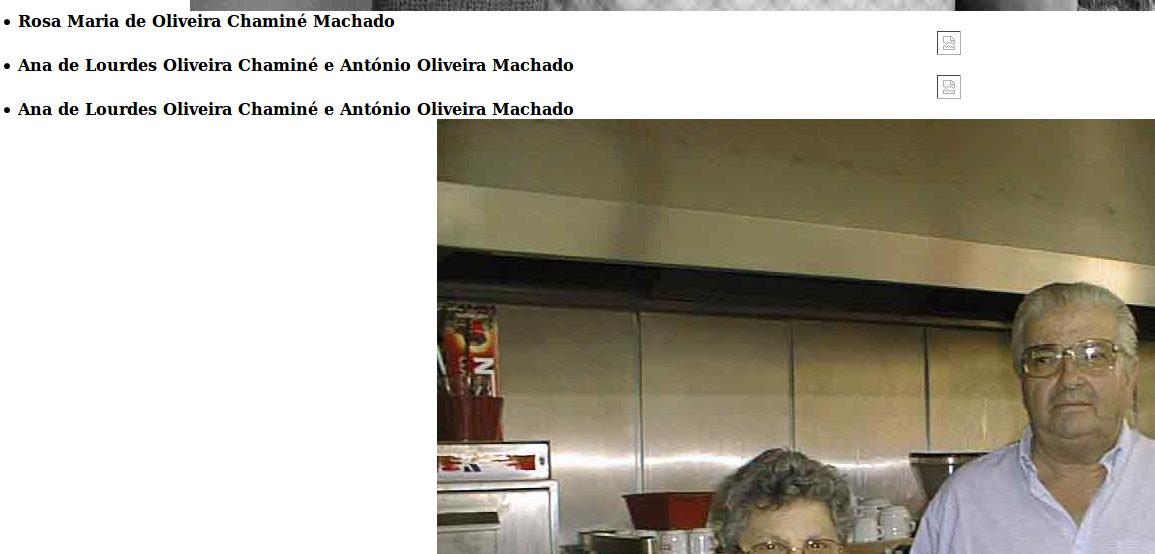 Rosa Maria de Oliveira Chaminé Machado
Ana de Lourdes Oliveira Chaminé e António Oliveira Machado
Ana de Lourdes Oliveira Chaminé e António Oliveira Machado